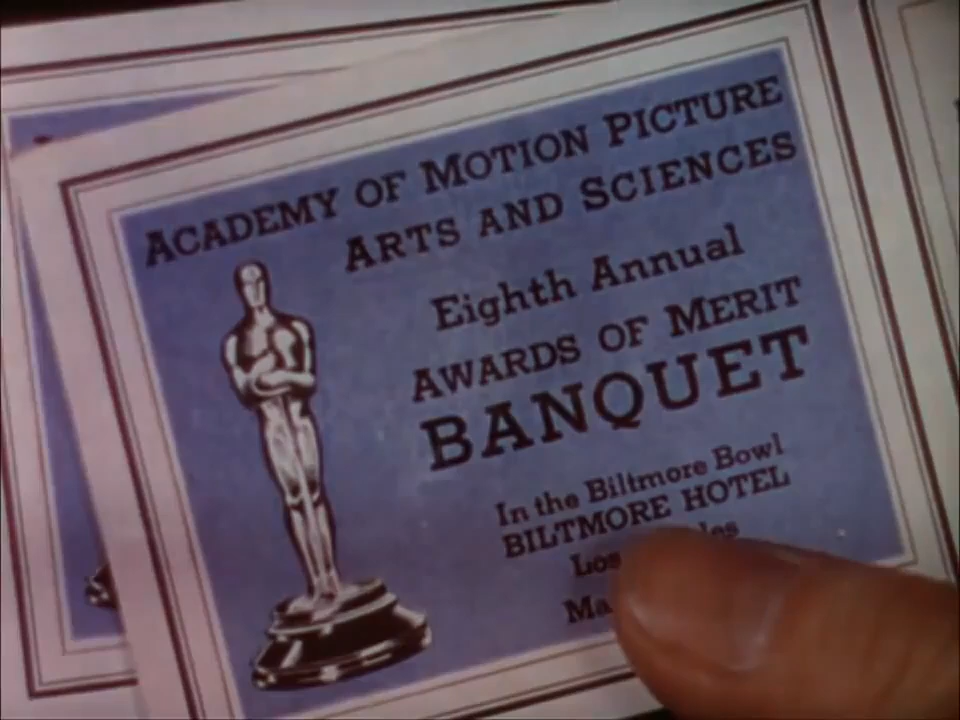 ACADEMY OF MOTION PICTURE
ARTS AND SCIENCES
Eighth Annual
AWARDS OF MERIT
BANQUET
In the Biltmore Bowl
BILTMORE HOTEL
Los